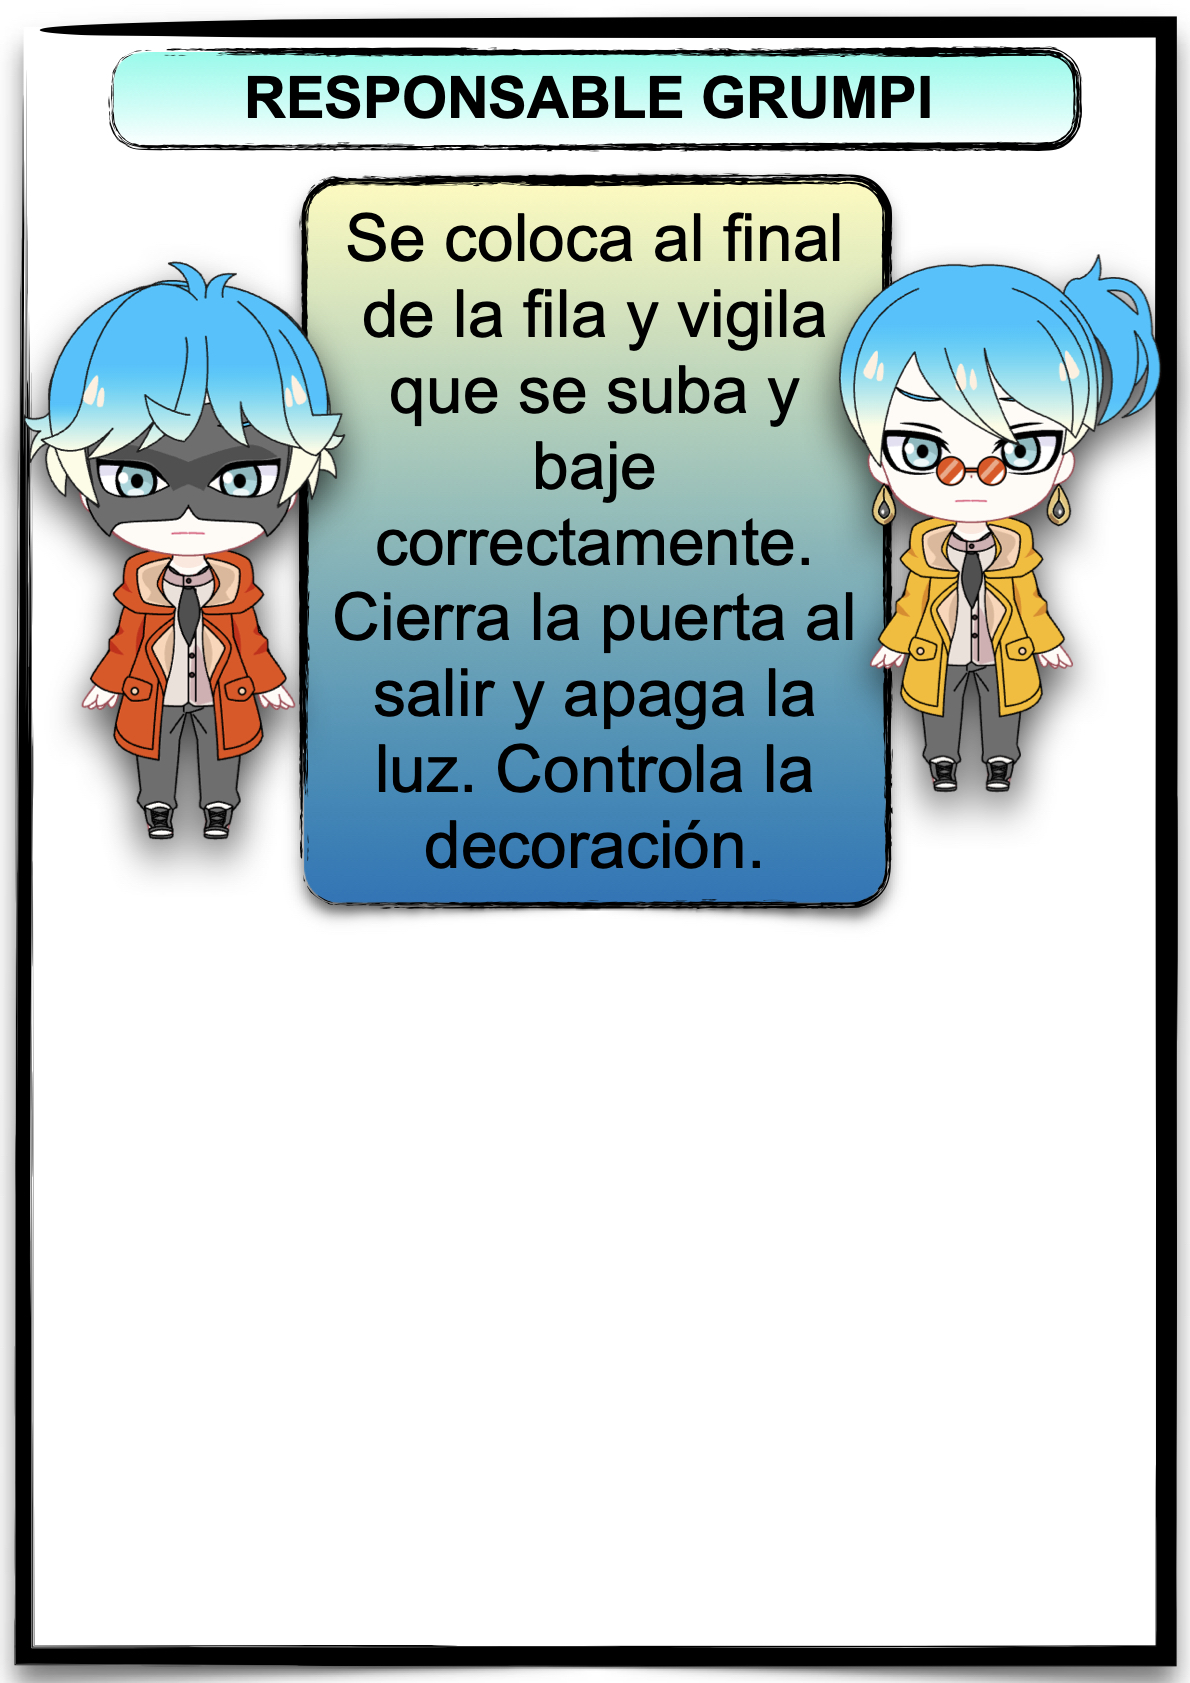 RESPONSABLE GRUMPI
Se coloca al final
de la fila y vigila
que se suba y
baje
correctamente.
Cierra la puerta al
salir y apaga la
luz. Controla la
decoración.